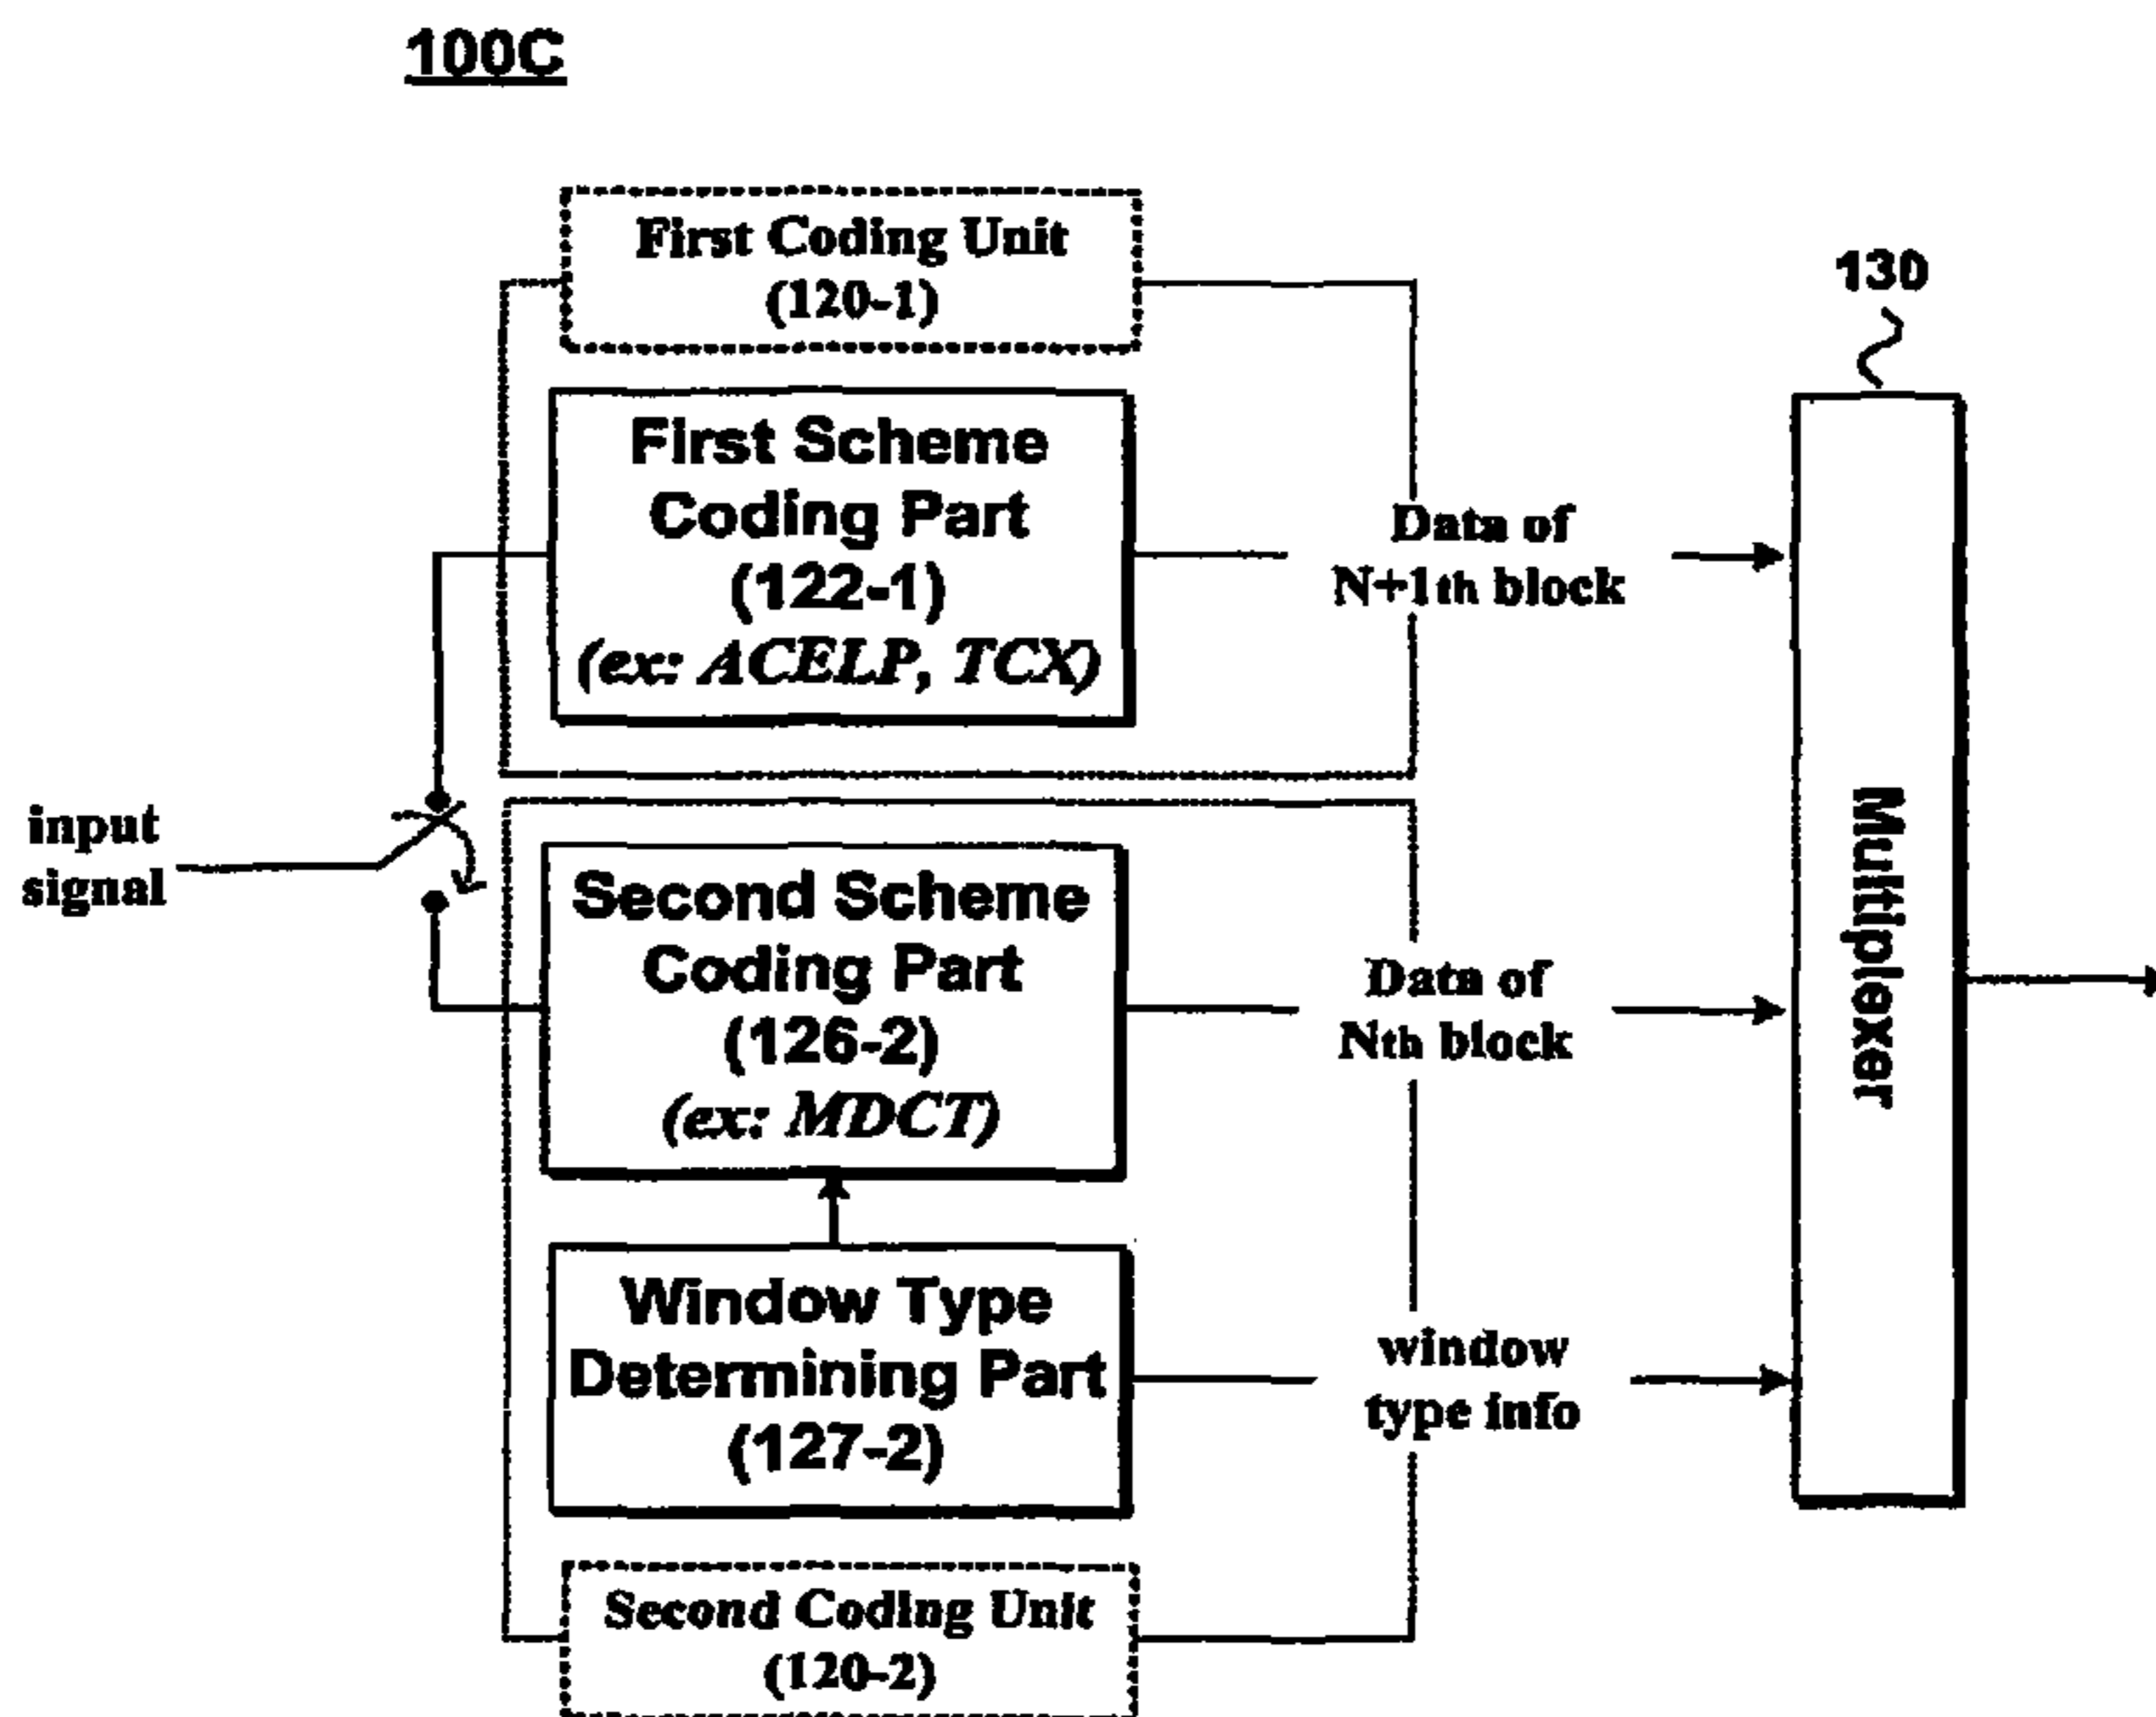 100C
First Coding Unit
(120-1)
130
First Scheme
Coding Part
(122-1)
(ex: ACELP, TCX)
Data of
N+1th block
input
signal
Second Scheme
Coding Part
(126-2)
(ex: MDCT)
Data of
Nth block
Multiplexer
Window Type
Determining Part
(127-2)
window
type info
Second Coding Unit
(120-2)